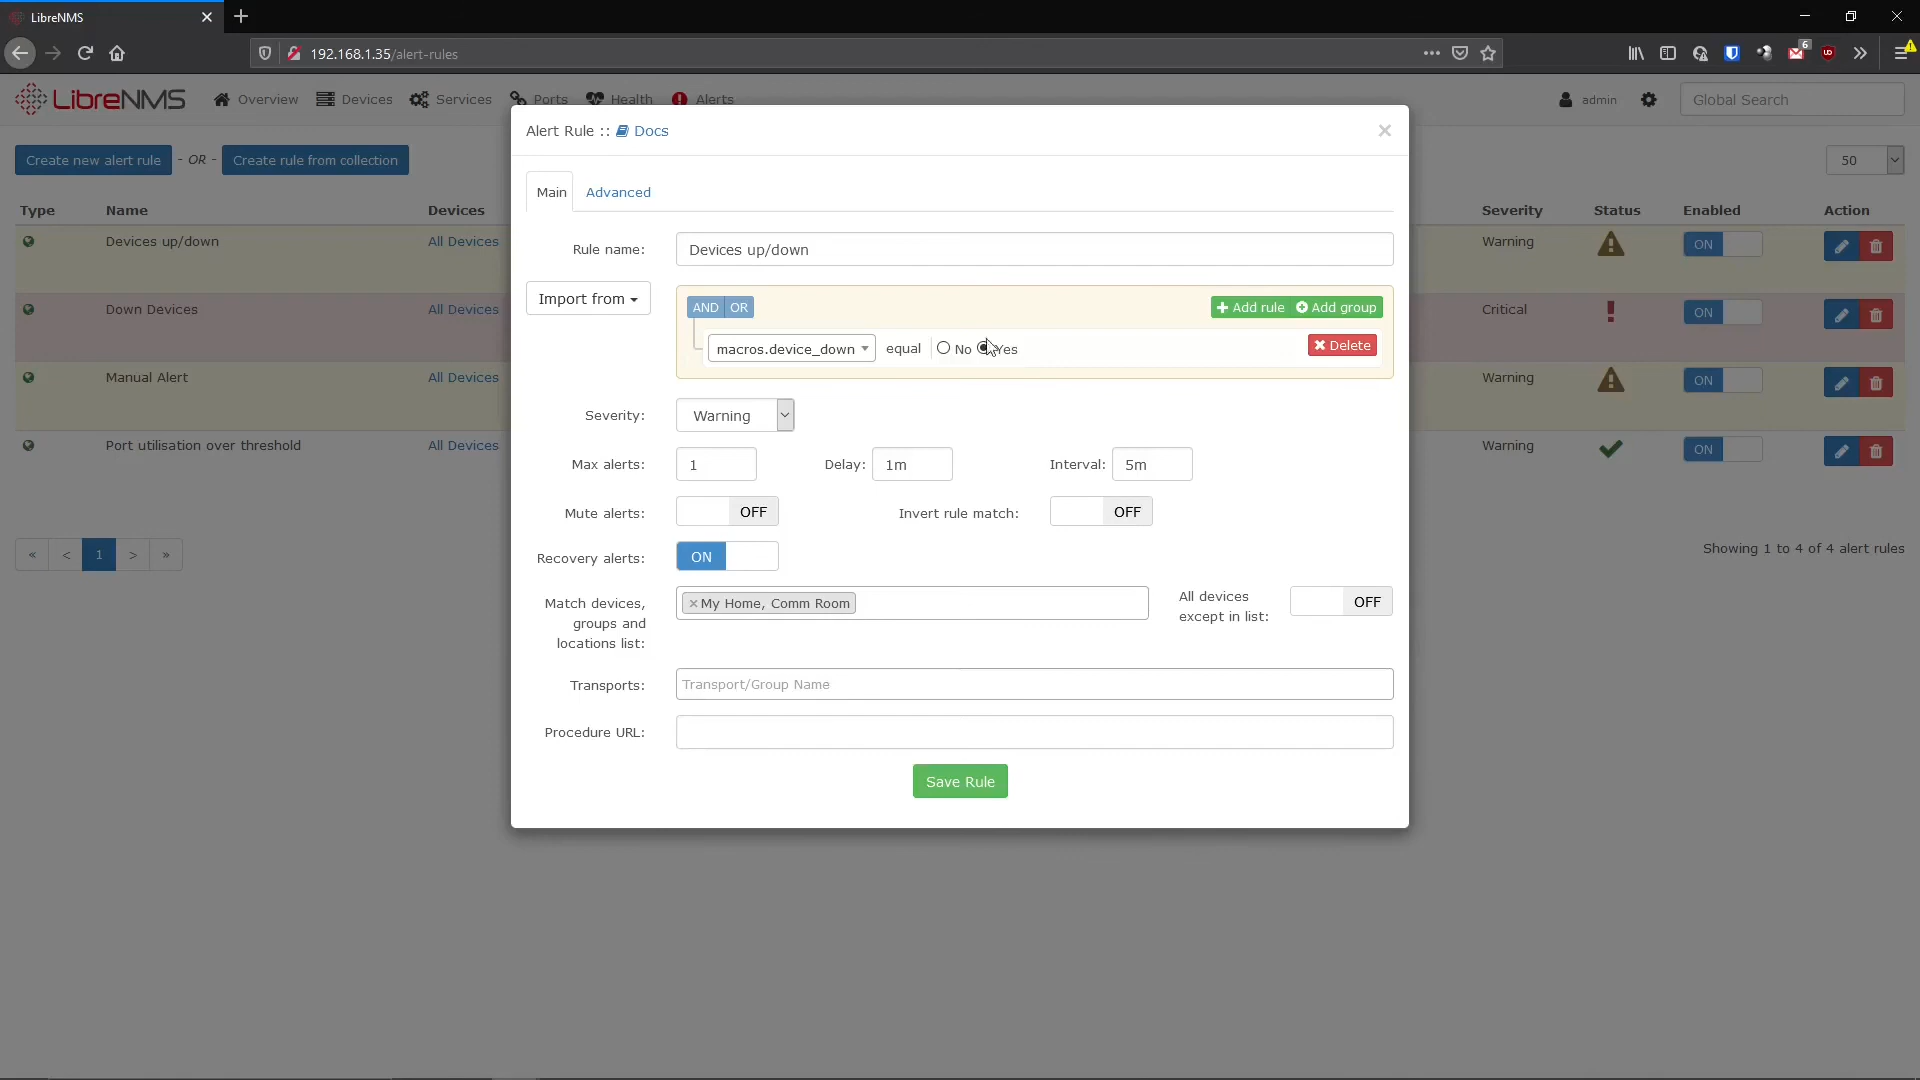 LibreNMS
192.168.1.35/alert-rules
6
LibreNMS Overview Devices Services Ports Health Alerts admin Global Search
Alert Rule :: Docs ×
Create new alert rule - OR - Create rule from collection 50
Main Advanced
Type Name Devices Severity Status Enabled Action
Devices up/down All Devices Warning ON
Down Devices All Devices Critical ON
Manual Alert All Devices Warning ON
Port utilisation over threshold All Devices Warning ON
Rule name: Devices up/down
Import from
AND OR Add rule Add group
macros.device_down equal No Yes Delete
Severity: Warning
Max alerts: 1 Delay: 1m Interval: 5m
Mute alerts: OFF Invert rule match: OFF
« < 1 > » Showing 1 to 4 of 4 alert rules
Recovery alerts: ON
Match devices, groups and locations list: × My Home, Comm Room All devices except in list: OFF
Transports: Transport/Group Name
Procedure URL:
Save Rule